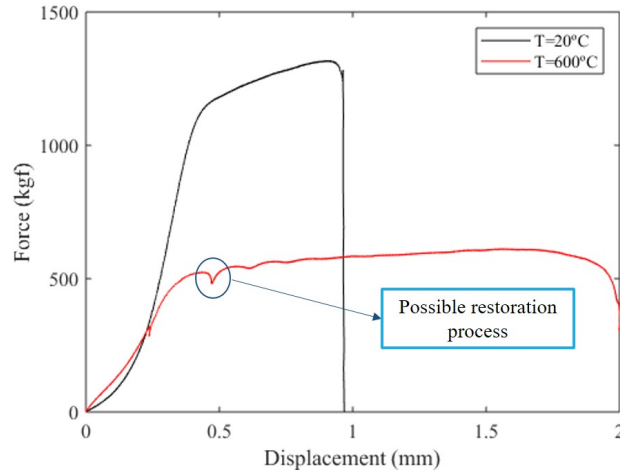 1500
T=20ºC
T=600ºC
1000
Force (kgf)
500
Possible restoration
process
0
0
0.5
1
1.5
2
Displacement (mm)